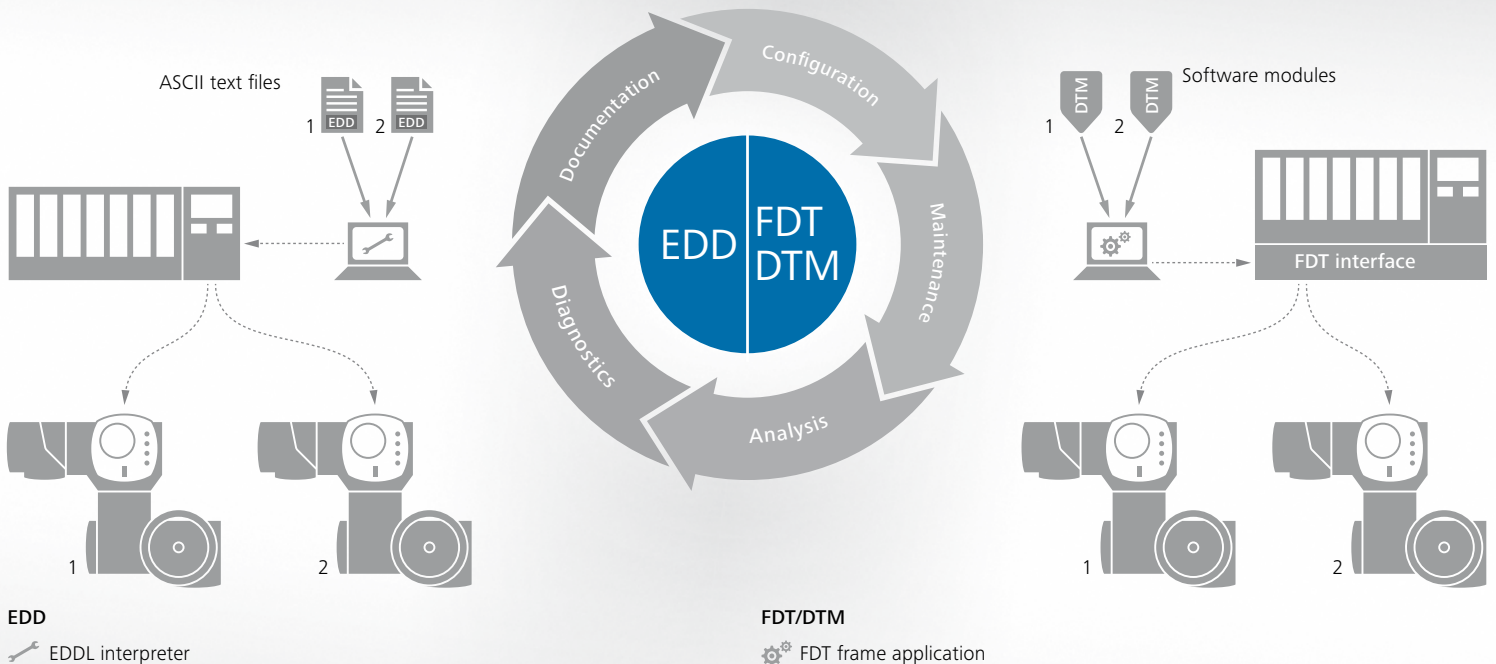 ASCII text files
EDD
EDD
1
2
Documentation
Configuration
Maintenance
Analysis
Diagnostics
EDD
FDT
DTM
Software modules
DTM
DTM
1
2
FDT interface
1
2
1
2
EDD
EDDL interpreter
FDT/DTM
FDT frame application